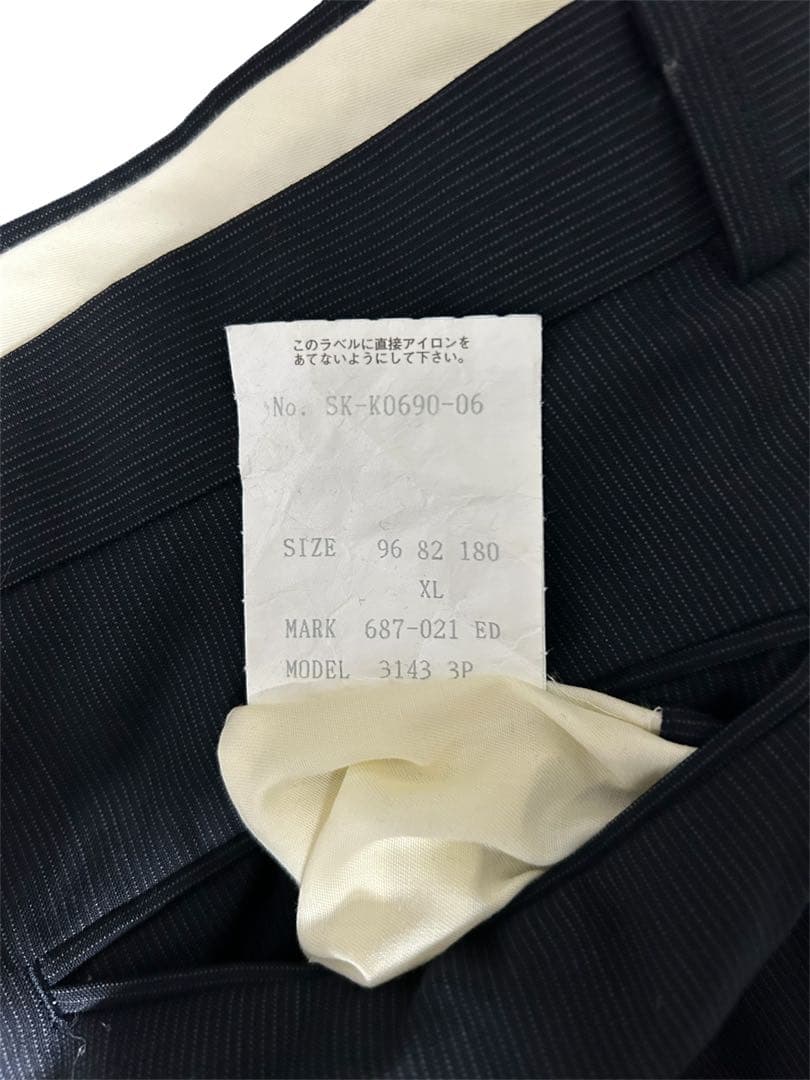 このラベルに直接アイロンを
あてないようにして下さい。
No. SK-K0690-06
SIZE 96 82 180
XL
MARK 687-021 ED
MODEL 3143 3P